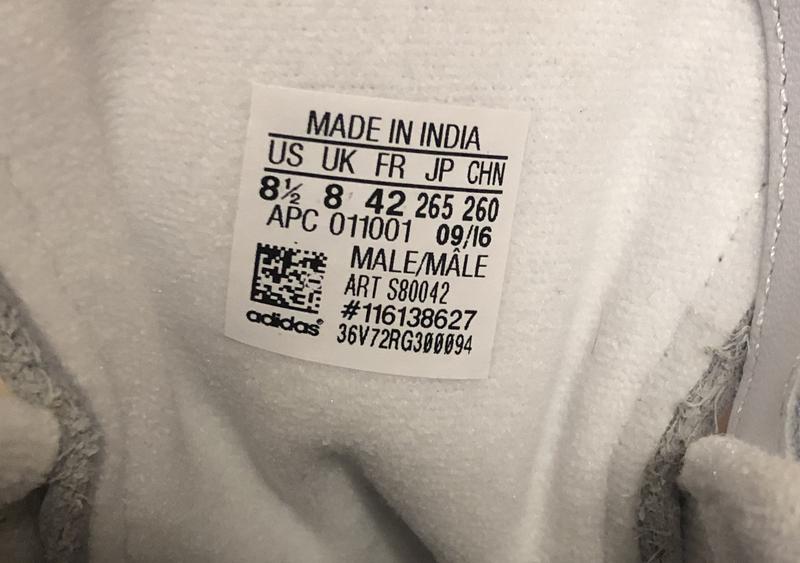 MADE IN INDIA
US UK FR JP CHN
8½ 8 42 265 260
APC 011001 09/16
MALE/MÂLE
ART S80042
#116138627
adidas® 36V72RG300094